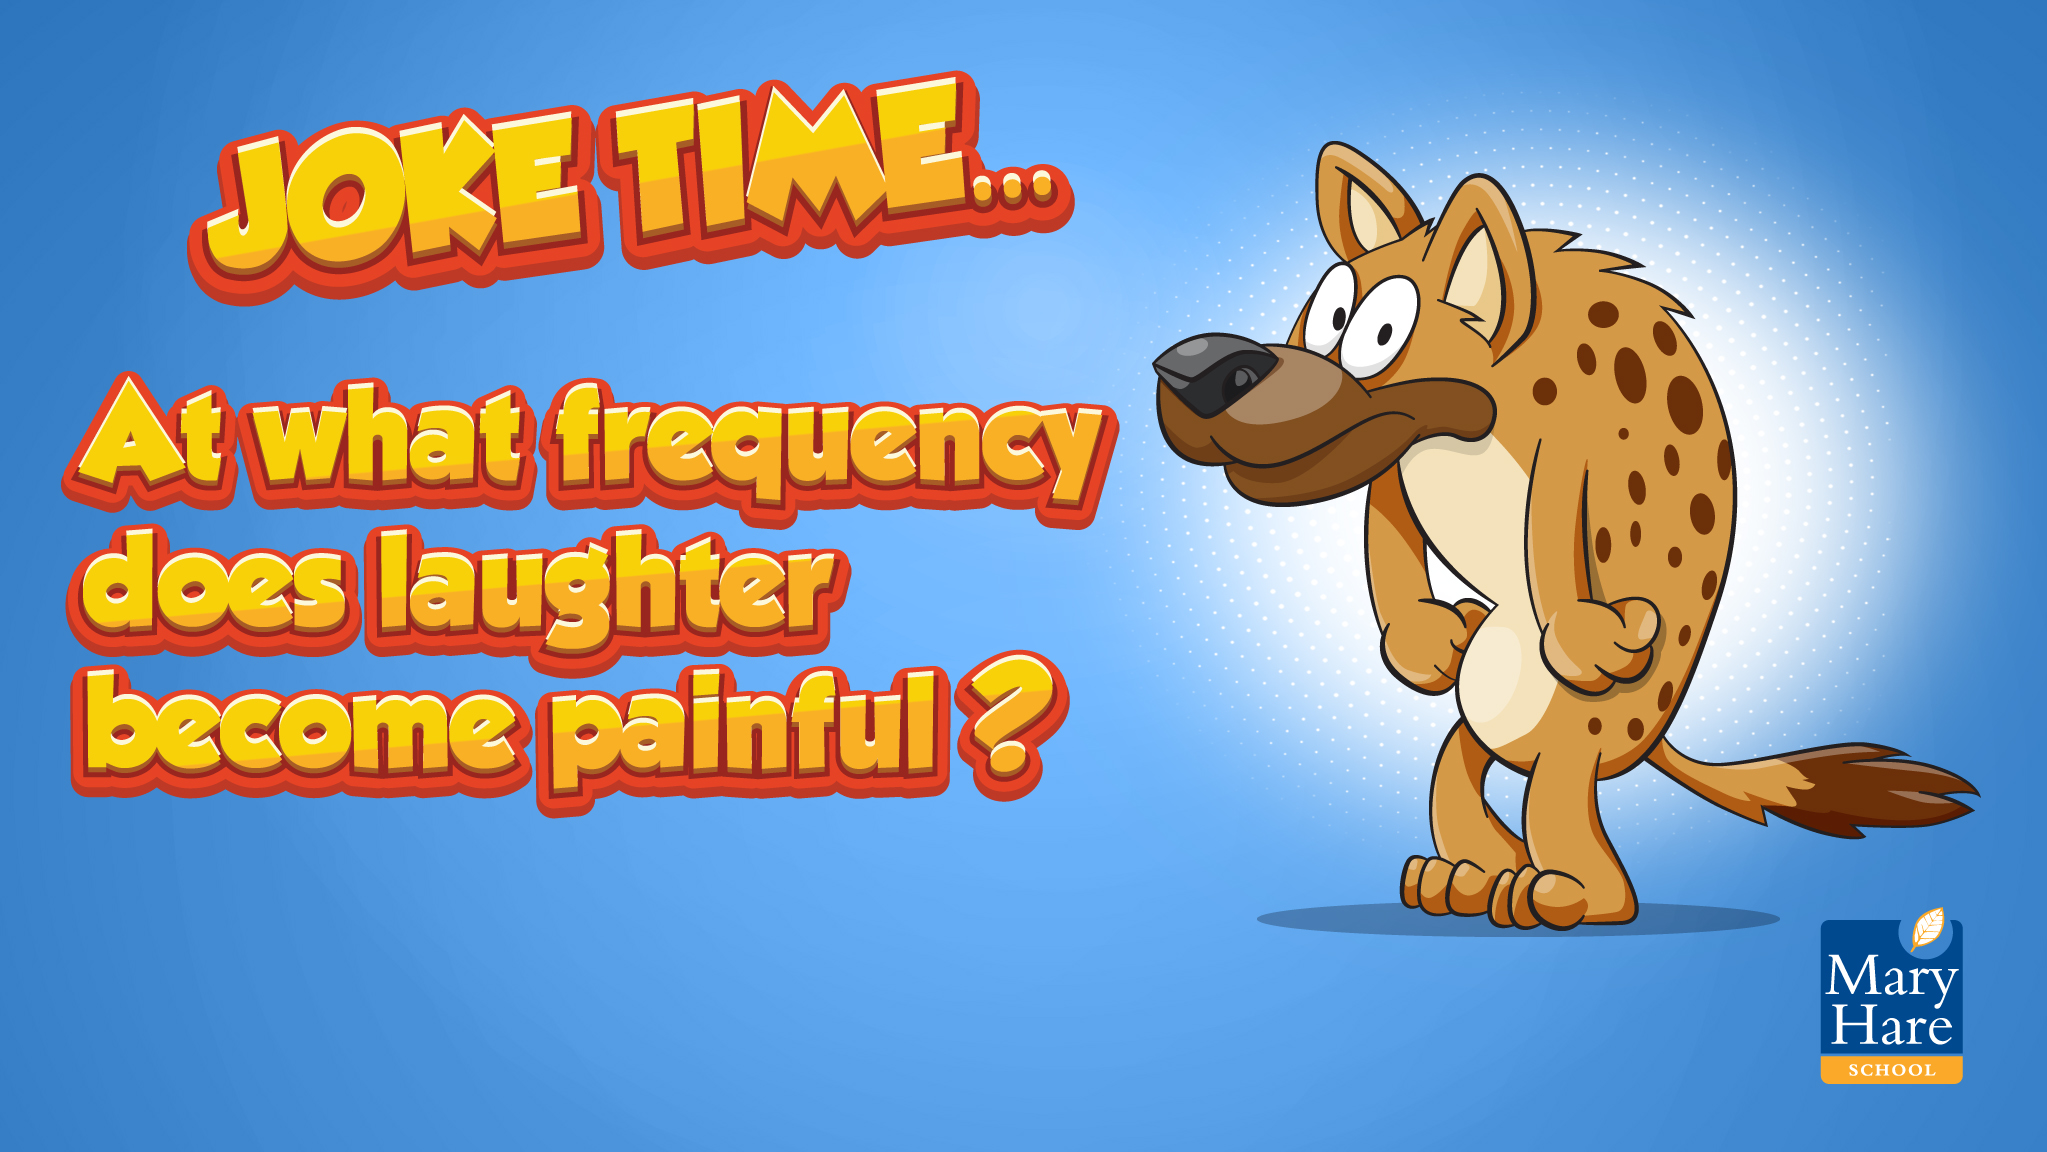 JOKE TIME...
At what frequency
does laughter
become painful ?
Mary
Hare
SCHOOL